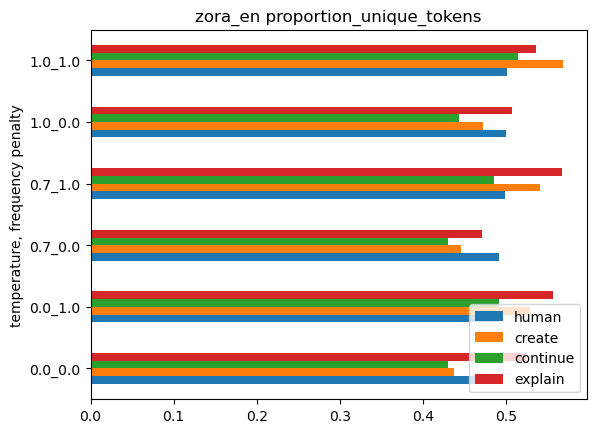 zora_en proportion_unique_tokens
temperature, frequency penalty
1.0_1.0
1.0_0.0
0.7_1.0
0.7_0.0
0.0_1.0
0.0_0.0
human
create
continue
explain
0.0 0.1 0.2 0.3 0.4 0.5